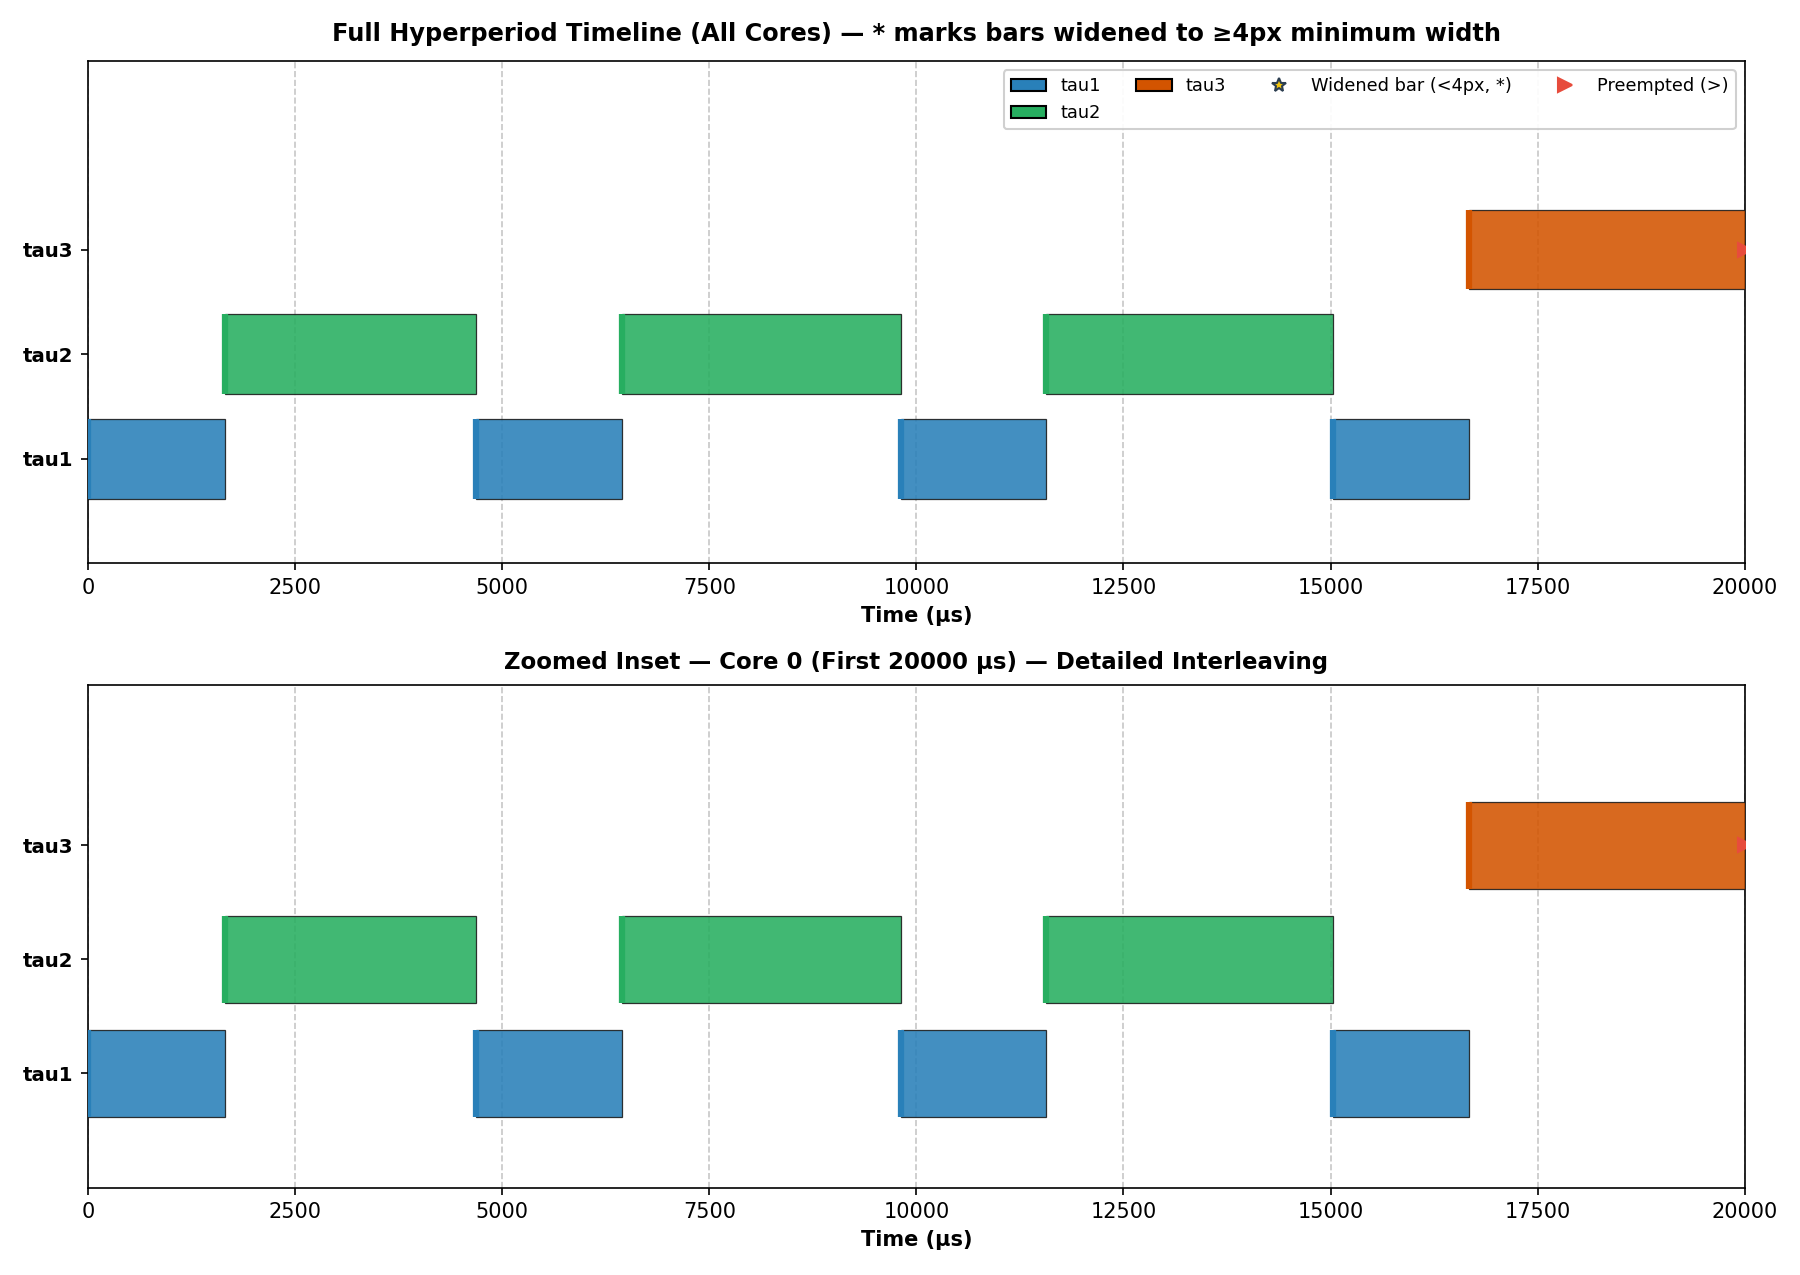 Full Hyperperiod Timeline (All Cores) — * marks bars widened to ≥4px minimum width
tau1 tau3 Widened bar (<4px, *) Preempted (>)
tau2
tau3
tau2
tau1
0 2500 5000 7500 10000 12500 15000 17500 20000
Time (µs)
Zoomed Inset — Core 0 (First 20000 µs) — Detailed Interleaving
tau3
tau2
tau1
0 2500 5000 7500 10000 12500 15000 17500 20000
Time (µs)